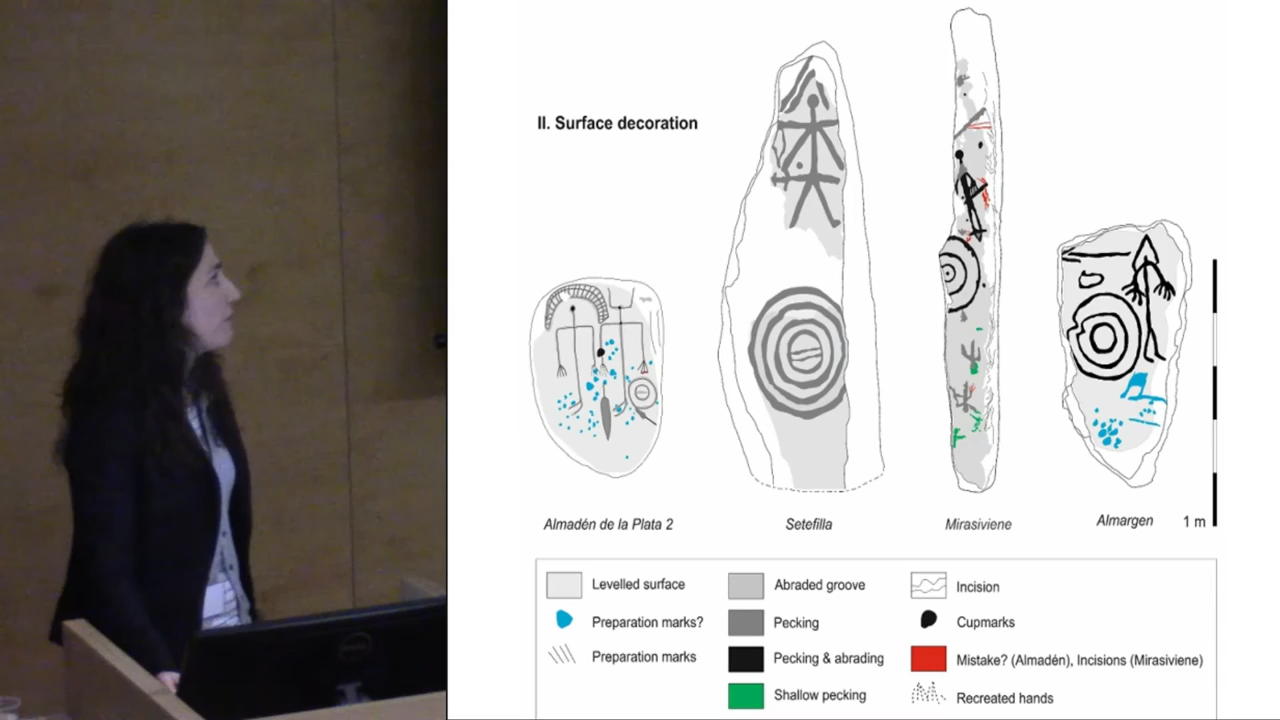 II. Surface decoration
Almadén de la Plata 2
Setefilla
Mirasiviene
Almargen
1 m
Levelled surface
Preparation marks?
Preparation marks
Abraded groove
Pecking
Pecking & abrading
Shallow pecking
Incision
Cupmarks
Mistake? (Almadén), Incisions (Mirasiviene)
Recreated hands